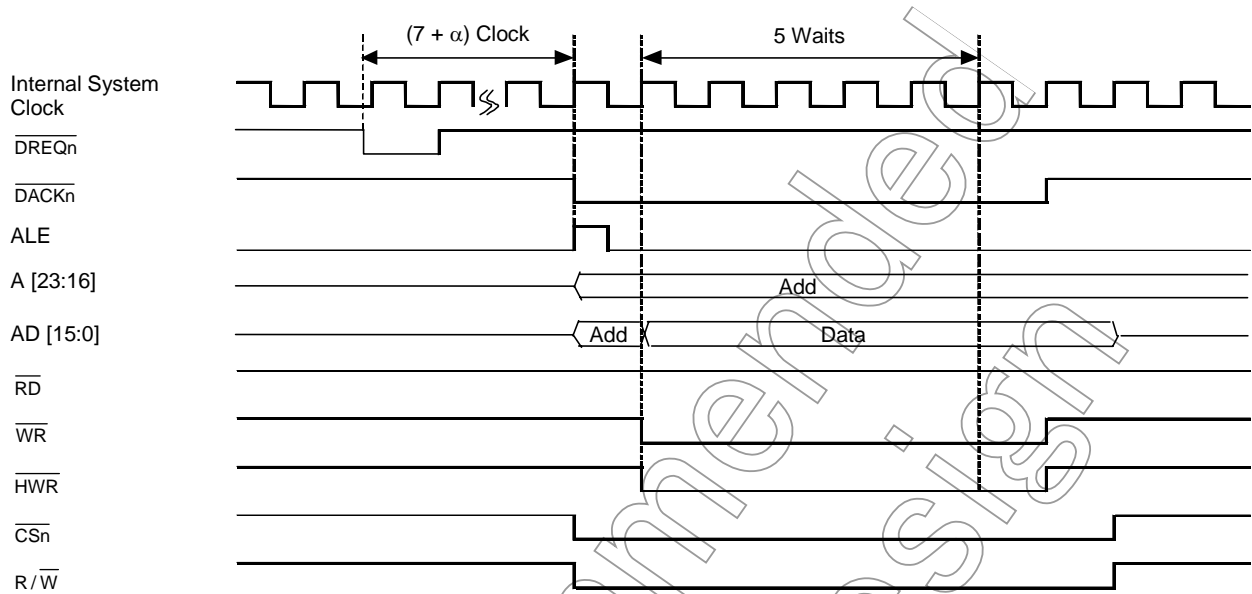 (7 + α) Clock
5 Waits
Internal System
Clock
DREQn
DACKn
ALE
A [23:16]
Add
AD [15:0]
Add
Data
RD
WR
HWR
CSn
R / W